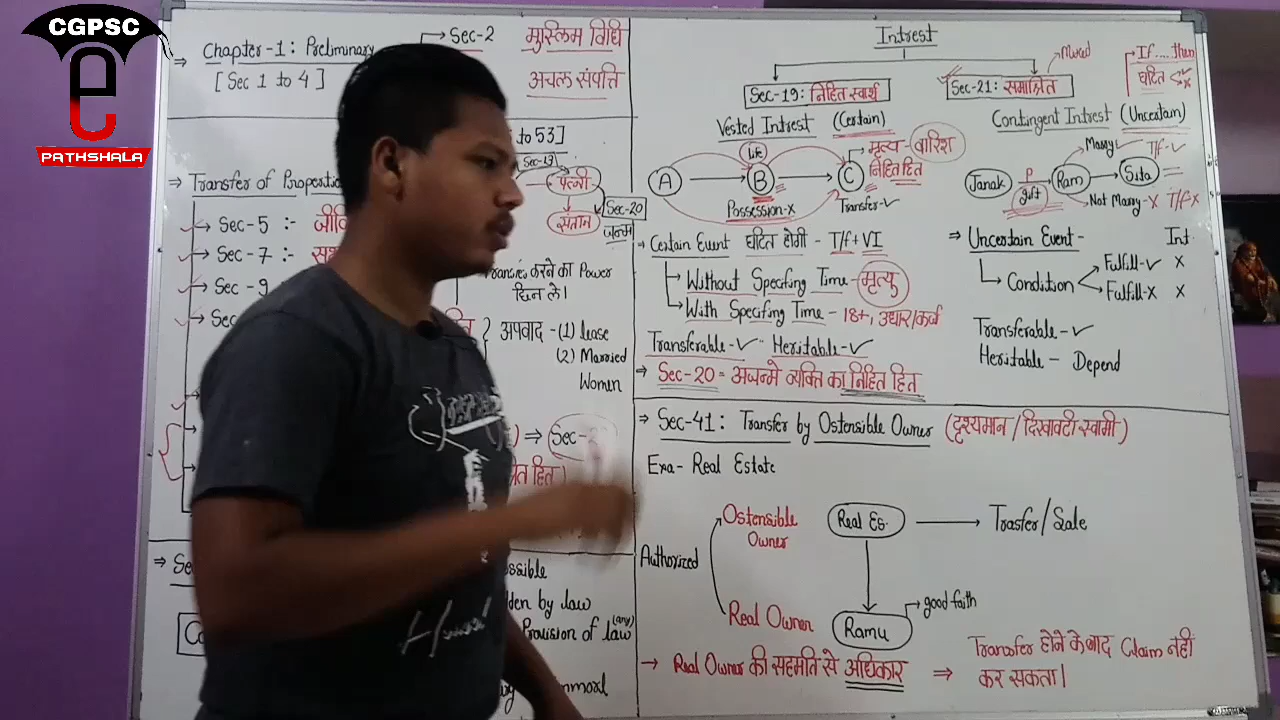 CGPSC
e
PATHSHALA
⇒ Chapter-1: Preliminary
[Sec 1 to 4]
Sec-2
मुस्लिम विधि
अचल संपत्ति
to 53]
⇒ Transfer of Properti
Sec-5 :-
Sec-7 :-
Sec-9
Sec
पत्नी
संतान
Sec-20
जन्म
करने का Power
छिन ले।
अपवाद - (1) lease
(2) Married
Women
) ⇒ Sec-
हित)
possible
by law
Provision of law
(any)
Intrest
Sec-19: निहित स्वार्थ
Vested Intrest (Certain)
A
Life
B
C
Possession-x
मृत्यु - बारिश
निहित हित
Transfer-✓
→ Certain Event घटित होगी - T/f+VI
Without Specifing Time - मृत्यु
With Specifing Time - 18+, उधार/कर्ज
Transferable-✓ Heritable-✓
→ Sec-20 = अजन्मे व्यक्ति का निहित हित
Sec-21: समाश्रित
If....then
घटित
Contingent Intrest (Uncertain)
Janak
P
gift
Ram
Sita
Marry✓ T/f-✓
Not Marry-X T/f-x
⇒ Uncertain Event- Int.
Condition
Fulfill-✓ X
Fulfill-X X
Transferable-✓
Heritable - Depend
⇒ Sec-41: Transfer by Ostensible Owner (दृश्यमान/दिखावटी स्वामी)
Exa- Real Estate
Ostensible
Owner
Real Es.
Trasfer/Sale
Authorized
Real Owner
Ramu
good faith
→ Real Owner की सहमति से अधिकार ⇒ Transfer होने के बाद Claim नही
कर सकता।